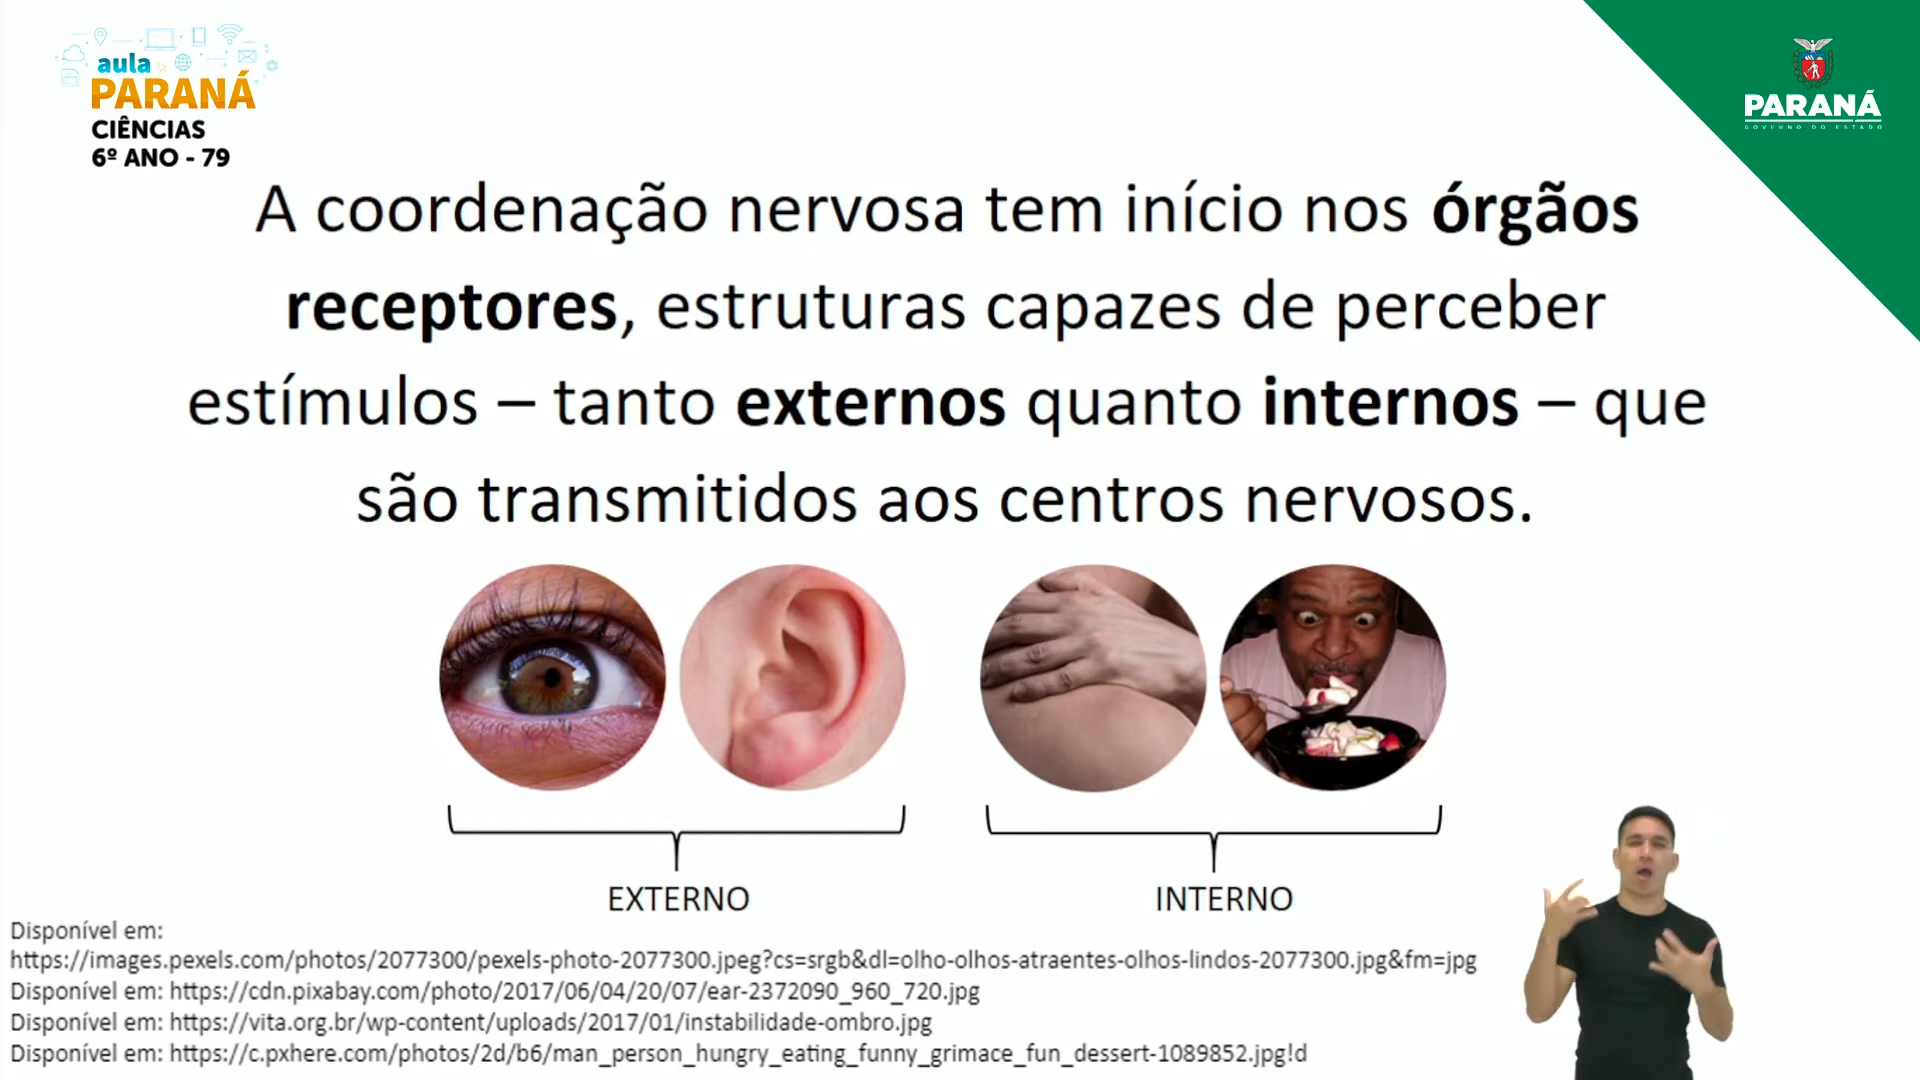 aula
PARANÁ
CIÊNCIAS
6º ANO - 79
PARANÁ
GOVERNO DO ESTADO
A coordenação nervosa tem início nos órgãos
receptores, estruturas capazes de perceber
estímulos – tanto externos quanto internos – que
são transmitidos aos centros nervosos.
EXTERNO
INTERNO
Disponível em:
https://images.pexels.com/photos/2077300/pexels-photo-2077300.jpeg?cs=srgb&dl=olho-olhos-atraentes-olhos-lindos-2077300.jpg&fm=jpg
Disponível em: https://cdn.pixabay.com/photo/2017/06/04/20/07/ear-2372090_960_720.jpg
Disponível em: https://vita.org.br/wp-content/uploads/2017/01/instabilidade-ombro.jpg
Disponível em: https://c.pxhere.com/photos/2d/b6/man_person_hungry_eating_funny_grimace_fun_dessert-1089852.jpg!d